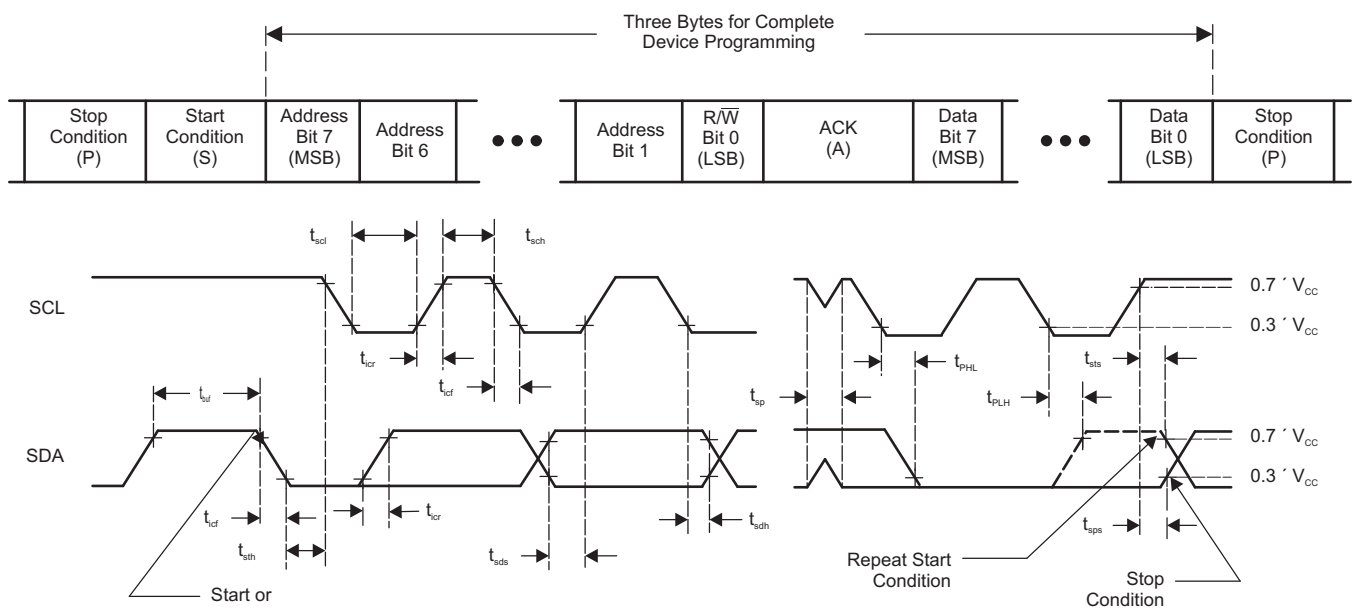 Three Bytes for Complete
Device Programming
Stop
Condition
(P)
Start
Condition
(S)
Address
Bit 7
(MSB)
Address
Bit 6
•••
Address
Bit 1
R/W̅
Bit 0
(LSB)
ACK
(A)
Data
Bit 7
(MSB)
•••
Data
Bit 0
(LSB)
Stop
Condition
(P)
tscl
tsch
SCL
0.7 ´ VCC
0.3 ´ VCC
ticr
ticf
tPHL
tsts
tsp
tPLH
tbuf
SDA
0.7 ´ VCC
0.3 ´ VCC
ticf
ticr
tsdh
tsth
tsds
tsps
Repeat Start
Condition
Stop
Condition
Start or